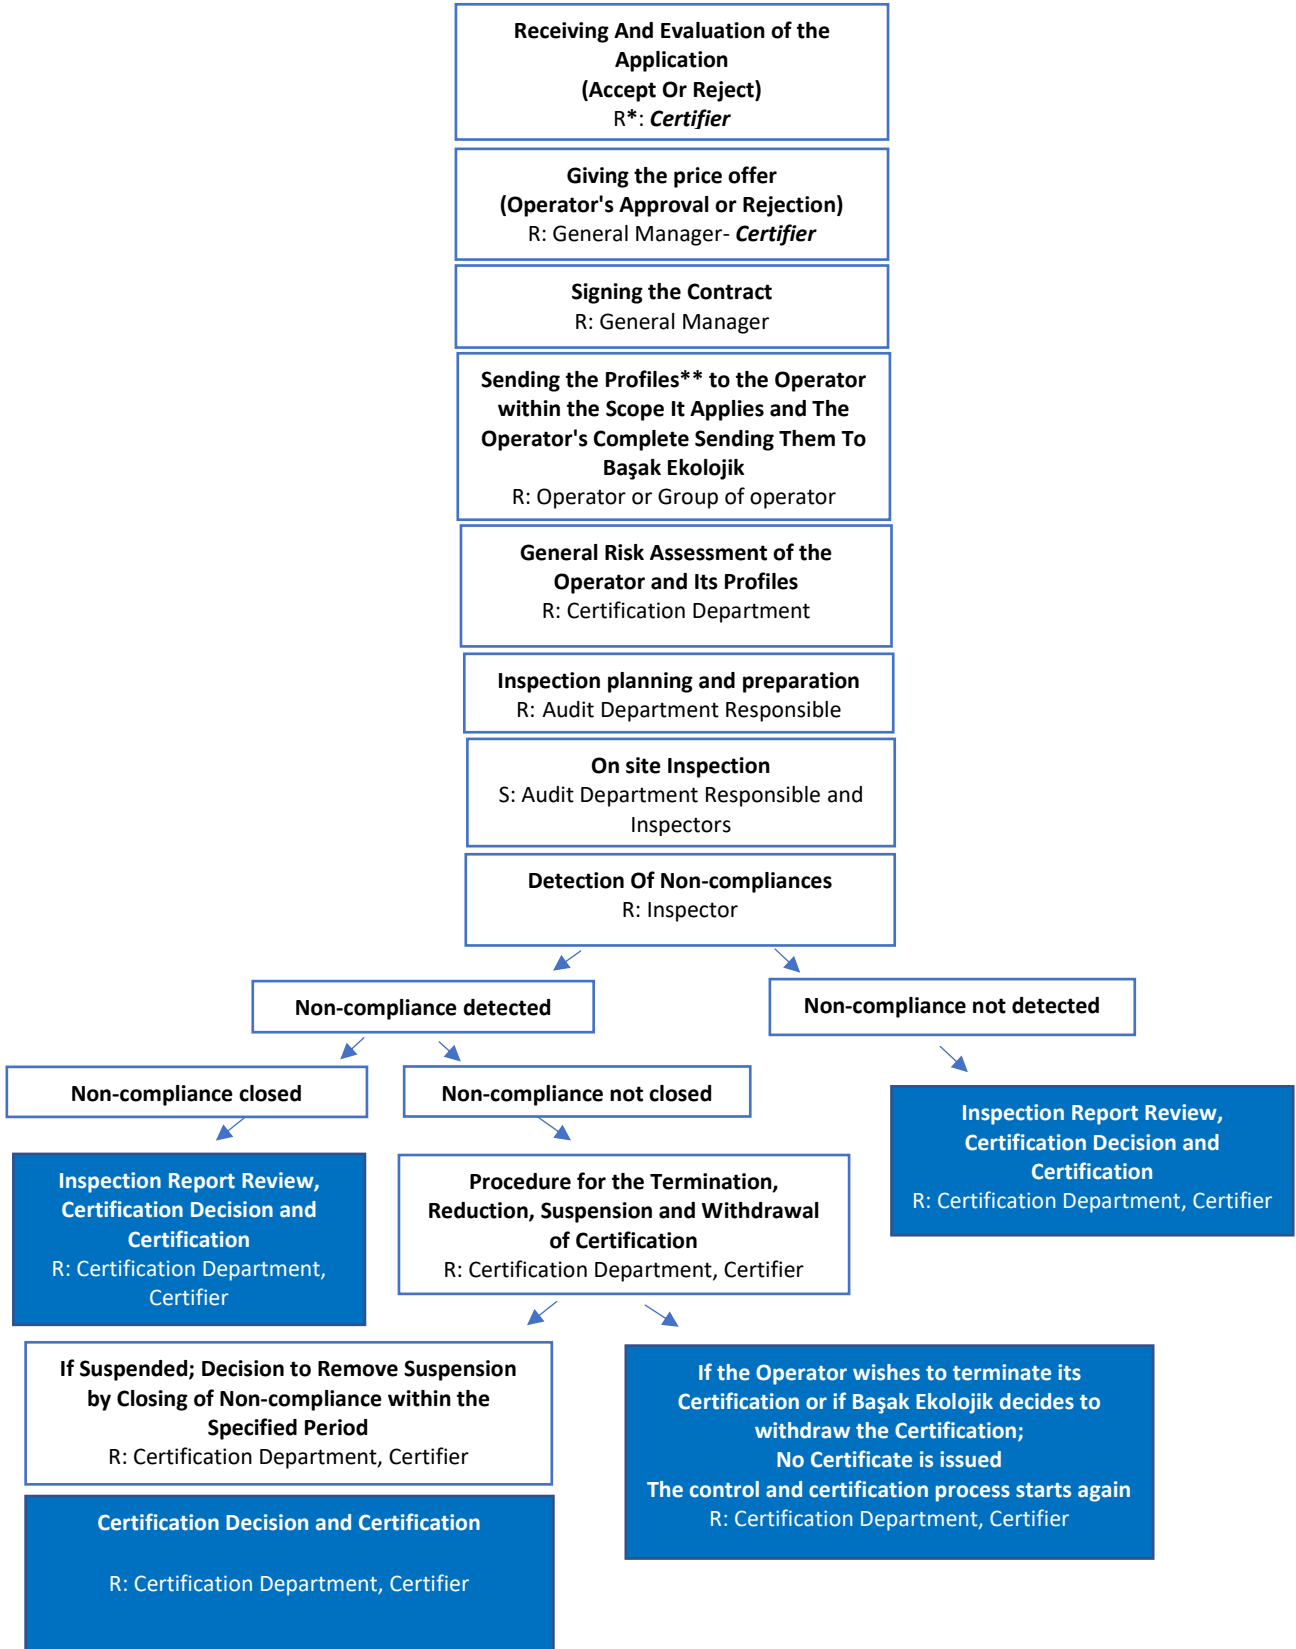 Receiving And Evaluation of the
Application
(Accept Or Reject)
R*: Certifier
Giving the price offer
(Operator's Approval or Rejection)
R: General Manager- Certifier
Signing the Contract
R: General Manager
Sending the Profiles** to the Operator
within the Scope It Applies and The
Operator's Complete Sending Them To
Başak Ekolojik
R: Operator or Group of operator
General Risk Assessment of the
Operator and Its Profiles
R: Certification Department
Inspection planning and preparation
R: Audit Department Responsible
On site Inspection
S: Audit Department Responsible and
Inspectors
Detection Of Non-compliances
R: Inspector
Non-compliance detected
Non-compliance not detected
Non-compliance closed
Non-compliance not closed
Inspection Report Review,
Certification Decision and
Certification
R: Certification Department, Certifier
Inspection Report Review,
Certification Decision and
Certification
R: Certification Department,
Certifier
Procedure for the Termination,
Reduction, Suspension and Withdrawal
of Certification
R: Certification Department, Certifier
If Suspended; Decision to Remove Suspension
by Closing of Non-compliance within the
Specified Period
R: Certification Department, Certifier
If the Operator wishes to terminate its
Certification or if Başak Ekolojik decides to
withdraw the Certification;
No Certificate is issued
The control and certification process starts again
R: Certification Department, Certifier
Certification Decision and Certification
R: Certification Department, Certifier